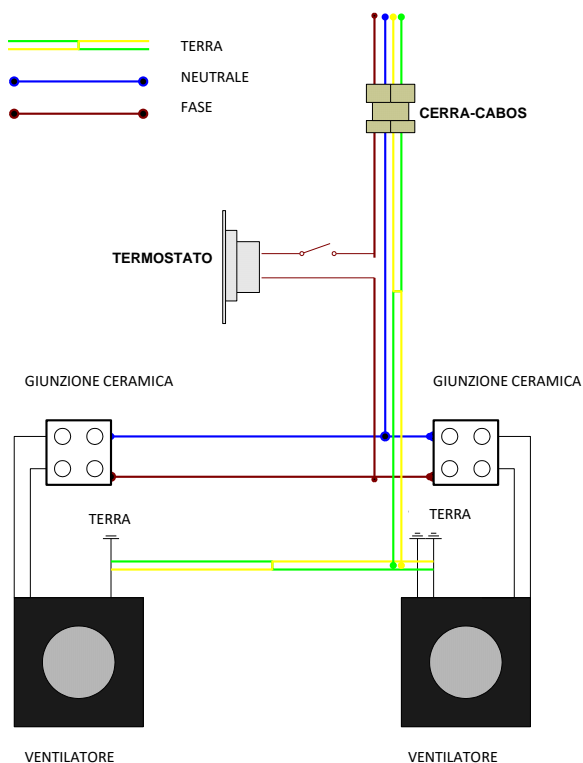 TERRA
NEUTRALE
FASE
CERRA-CABOS
TERMOSTATO
GIUNZIONE CERAMICA
GIUNZIONE CERAMICA
TERRA
TERRA
VENTILATORE
VENTILATORE